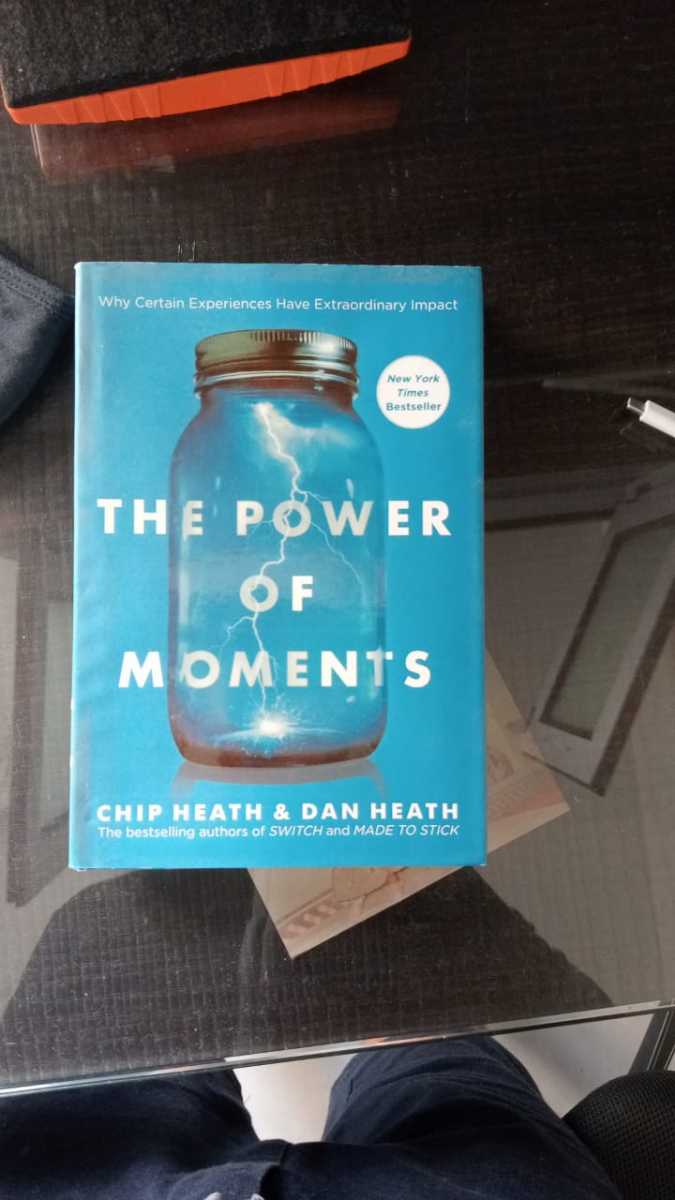 Why Certain Experiences Have Extraordinary Impact
New York
Times
Bestseller
THE POWER
OF
MOMENTS
CHIP HEATH & DAN HEATH
The bestselling authors of SWITCH and MADE TO STICK